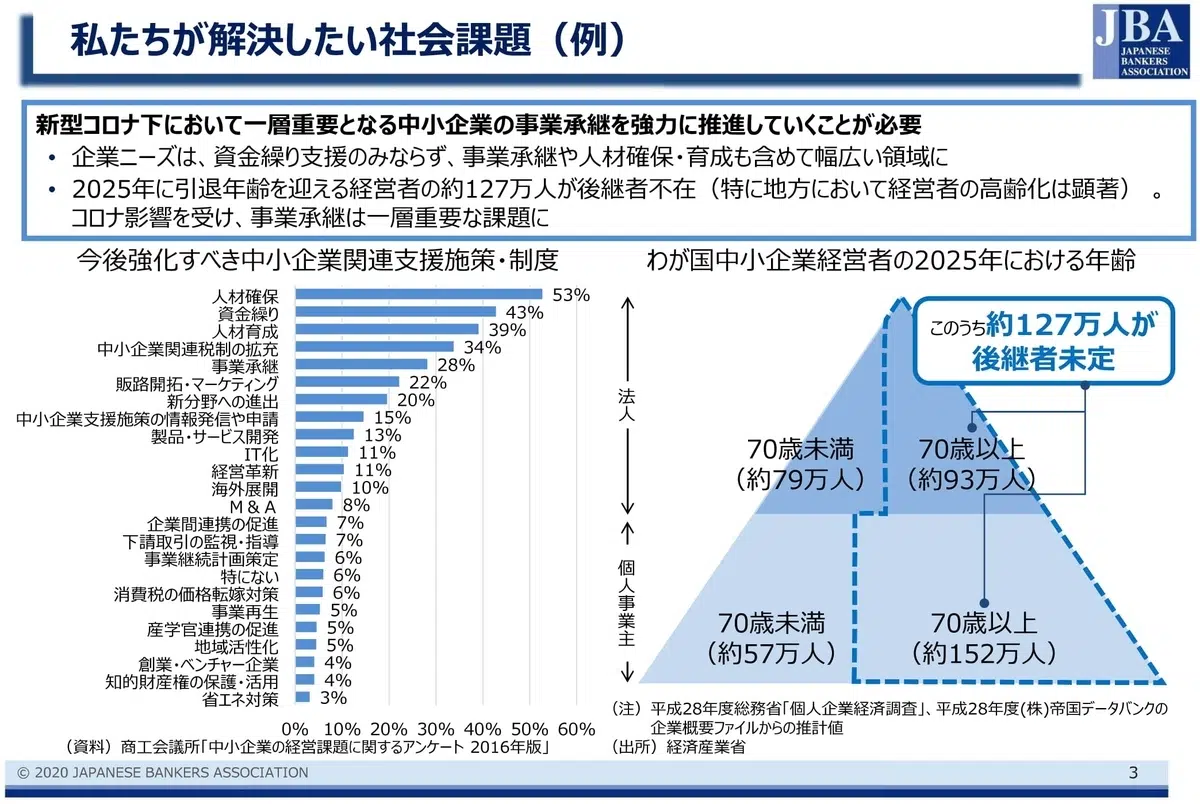 私たちが解決したい社会課題（例）
JBA
JAPANESE
BANKERS
ASSOCIATION
新型コロナ下において一層重要となる中小企業の事業承継を強力に推進していくことが必要
• 企業ニーズは、資金繰り支援のみならず、事業承継や人材確保・育成も含めて幅広い領域に
• 2025年に引退年齢を迎える経営者の約127万人が後継者不在（特に地方において経営者の高齢化は顕著） 。
コロナ影響を受け、事業承継は一層重要な課題に
今後強化すべき中小企業関連支援施策・制度
人材確保 53%
資金繰り 43%
人材育成 39%
中小企業関連税制の拡充 34%
事業承継 28%
販路開拓・マーケティング 22%
新分野への進出 20%
中小企業支援施策の情報発信や申請 15%
製品・サービス開発 13%
IT化 11%
経営革新 11%
海外展開 10%
Ｍ＆Ａ 8%
企業間連携の促進 7%
下請取引の監視・指導 7%
事業継続計画策定 6%
特にない 6%
消費税の価格転嫁対策 6%
事業再生 5%
産学官連携の促進 5%
地域活性化 5%
創業・ベンチャー企業 4%
知的財産権の保護・活用 4%
省エネ対策 3%
0% 10% 20% 30% 40% 50% 60%
（資料）商工会議所「中小企業の経営課題に関するアンケート 2016年版」
わが国中小企業経営者の2025年における年齢
このうち約127万人が
後継者未定
法人
70歳未満
（約79万人）
70歳以上
（約93万人）
個人事業主
70歳未満
（約57万人）
70歳以上
（約152万人）
（注）平成28年度総務省「個人企業経済調査」、平成28年度(株)帝国データバンクの
企業概要ファイルからの推計値
（出所）経済産業省
© 2020 JAPANESE BANKERS ASSOCIATION
3